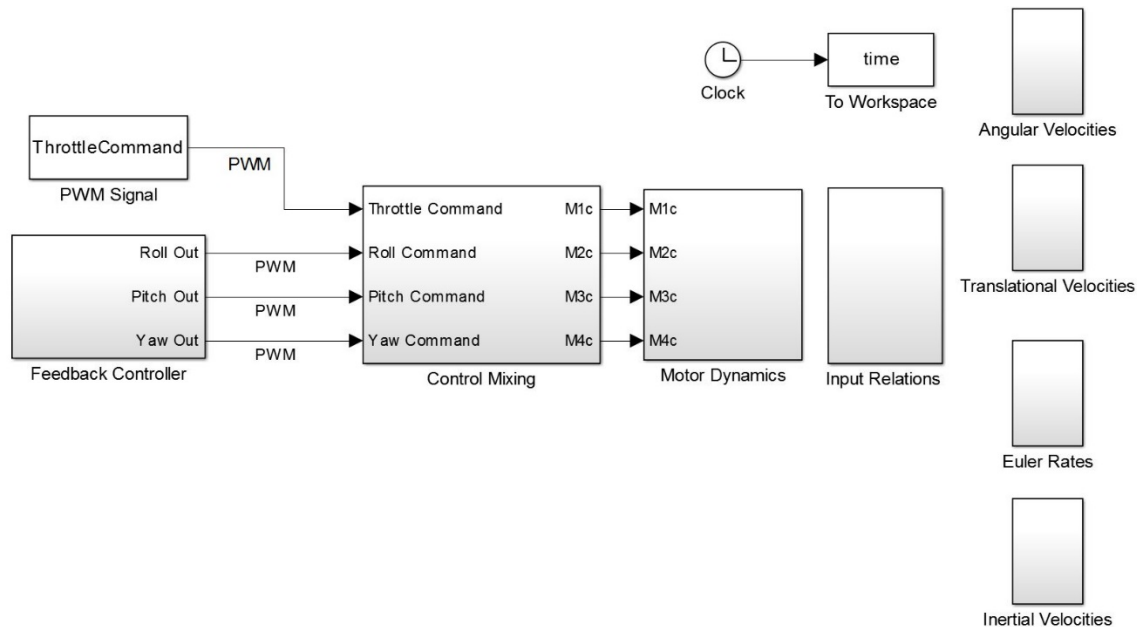 time
Clock
To Workspace
Angular Velocities
ThrottleCommand
PWM
PWM Signal
Throttle Command
M1c
M1c
Roll Out
PWM
Roll Command
M2c
M2c
Pitch Out
PWM
Pitch Command
M3c
M3c
Yaw Out
PWM
Yaw Command
M4c
M4c
Feedback Controller
Control Mixing
Motor Dynamics
Input Relations
Translational Velocities
Euler Rates
Inertial Velocities